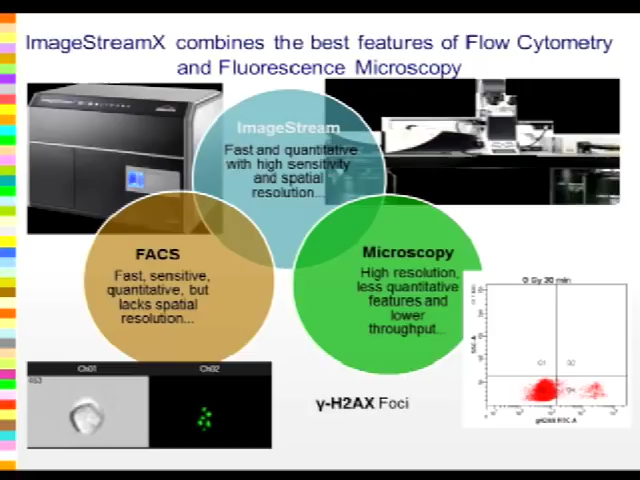 ImageStreamX combines the best features of Flow Cytometry
and Fluorescence Microscopy
ImageStream
Fast and quantitative
with high sensitivity
and spatial
resolution...
FACS
Fast, sensitive,
quantitative, but
lacks spatial
resolution...
Microscopy
High resolution,
less quantitative
features and
lower
throughput...
Ch01
Ch02
γ-H2AX Foci
0 Gy 30 min